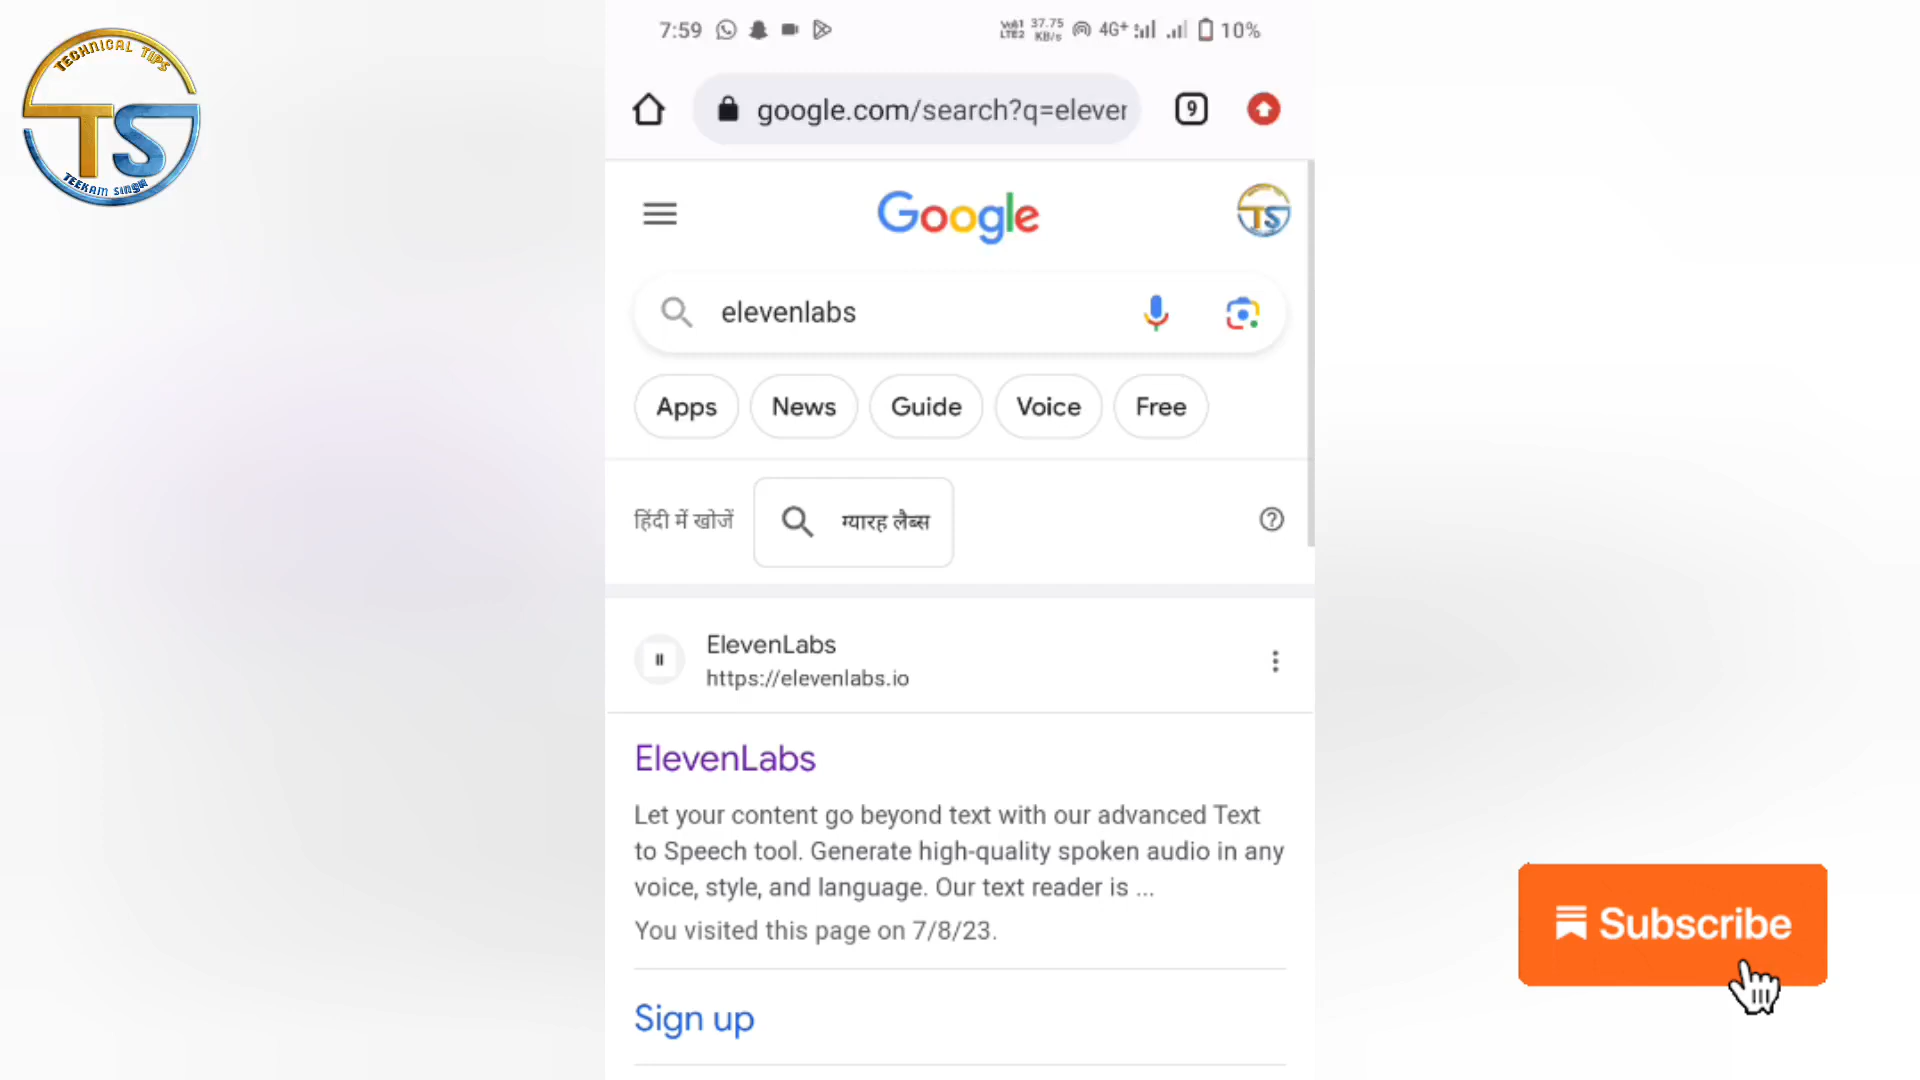 TECHNICAL TIPS
TS
TEEKAM SINGH
7:59
Vo1
LTE2
37.75
KB/s
4G+
10%
google.com/search?q=elever
9
Google
TS
elevenlabs
Apps
News
Guide
Voice
Free
हिंदी में खोजें
ग्यारह लैब्स
ElevenLabs
https://elevenlabs.io
ElevenLabs
Let your content go beyond text with our advanced Text
to Speech tool. Generate high-quality spoken audio in any
voice, style, and language. Our text reader is ...
You visited this page on 7/8/23.
Sign up
Subscribe